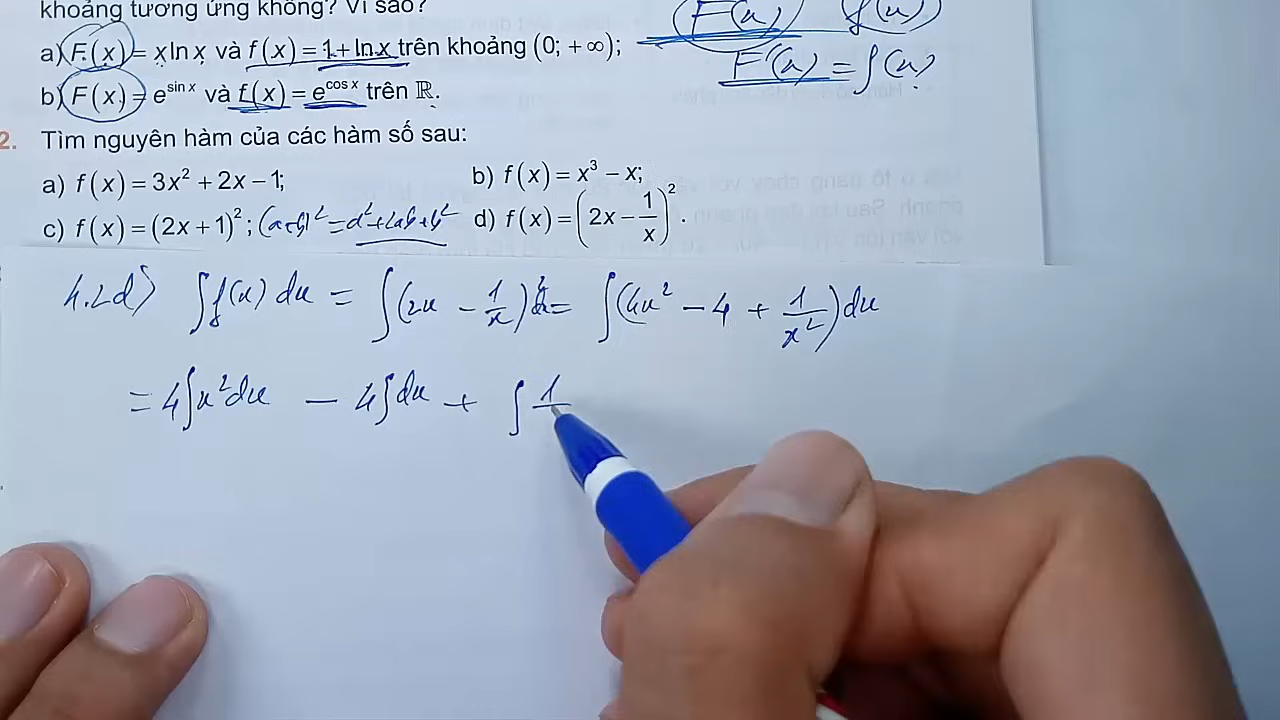 khoảng tương ứng không? Vì sao?
a) F(x) = x ln x và f(x) = 1 + ln x trên khoảng (0; +∞);
F(x) f(x)
F'(x) = f(x)
b) F(x) = e^{sin x} và f(x) = e^{cos x} trên ℝ.
2. Tìm nguyên hàm của các hàm số sau:
a) f(x) = 3x² + 2x − 1; b) f(x) = x³ − x;
c) f(x) = (2x + 1)²; (a+b)² = a² + 2ab + b² d) f(x) = (2x − 1/x)².
4.2d) ∫f(x) dx = ∫(2x − 1/x)² dx = ∫(4x² − 4 + 1/x²) dx
= 4∫x² dx − 4∫dx + ∫ 1